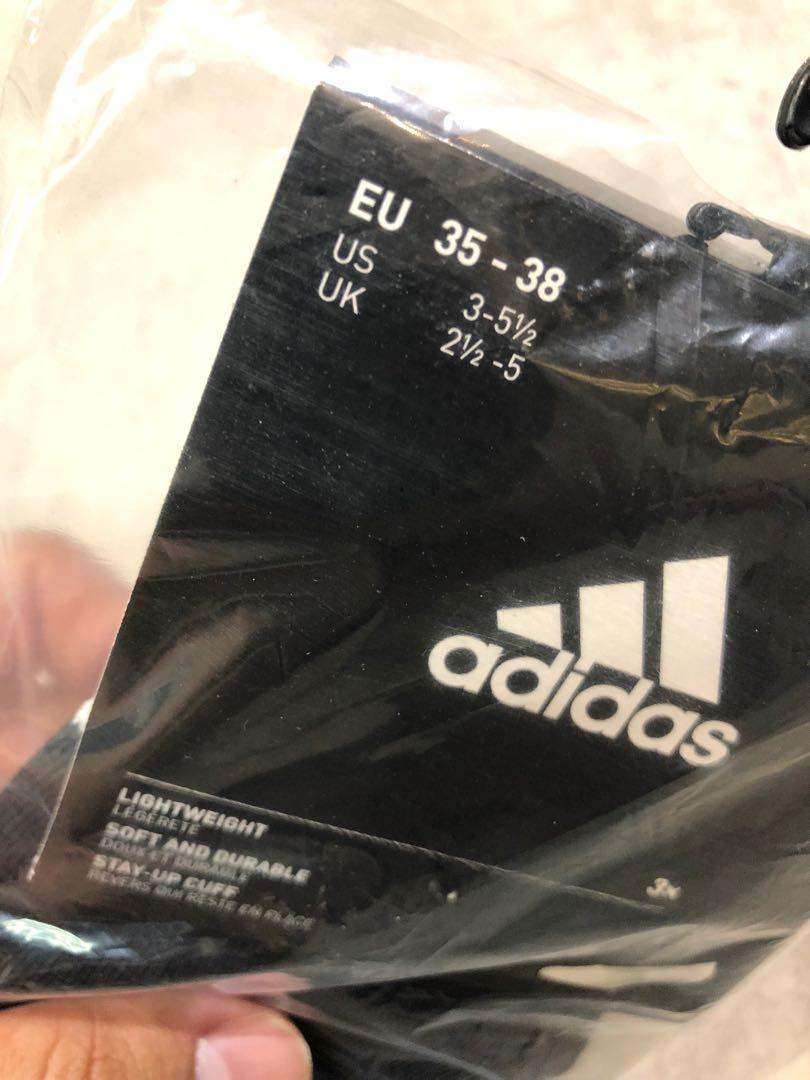 EU 35 - 38
US 3-5½
UK 2½ -5
adidas
LIGHTWEIGHT
LÉGÈRETÉ
SOFT AND DURABLE
DOUX ET DURABLE
STAY-UP CUFF
REVERS QUI RESTE EN PLACE
3x